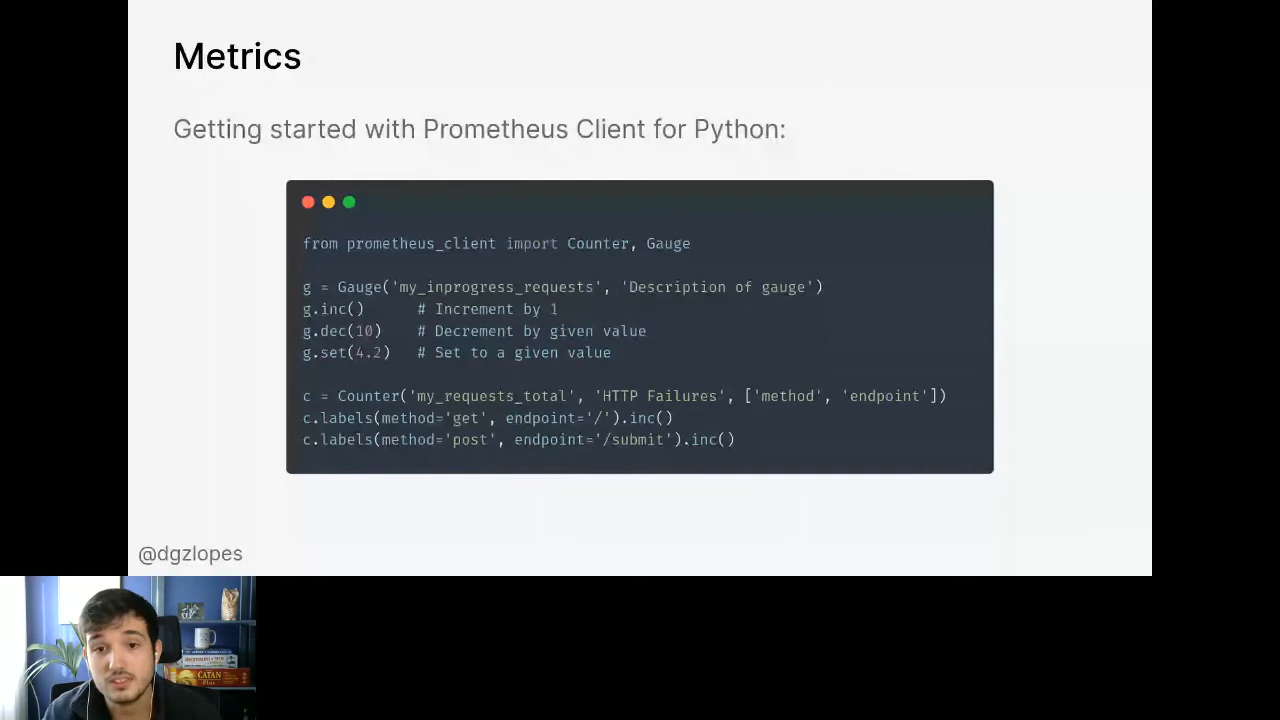 Metrics
Getting started with Prometheus Client for Python:
from prometheus_client import Counter, Gauge
g = Gauge('my_inprogress_requests', 'Description of gauge')
g.inc()      # Increment by 1
g.dec(10)    # Decrement by given value
g.set(4.2)   # Set to a given value
c = Counter('my_requests_total', 'HTTP Failures', ['method', 'endpoint'])
c.labels(method='get', endpoint='/').inc()
c.labels(method='post', endpoint='/submit').inc()
@dgzlopes
CATAN